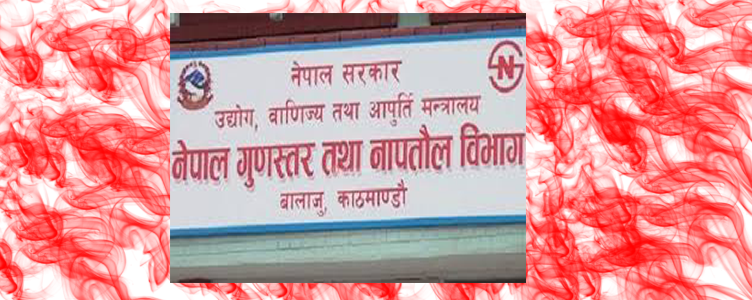 नेपाल सरकार
उद्योग, वाणिज्य तथा आपुर्ति मन्त्रालय
नेपाल गुणस्तर तथा नापतौल विभाग
बालाजु, काठमाण्डौ